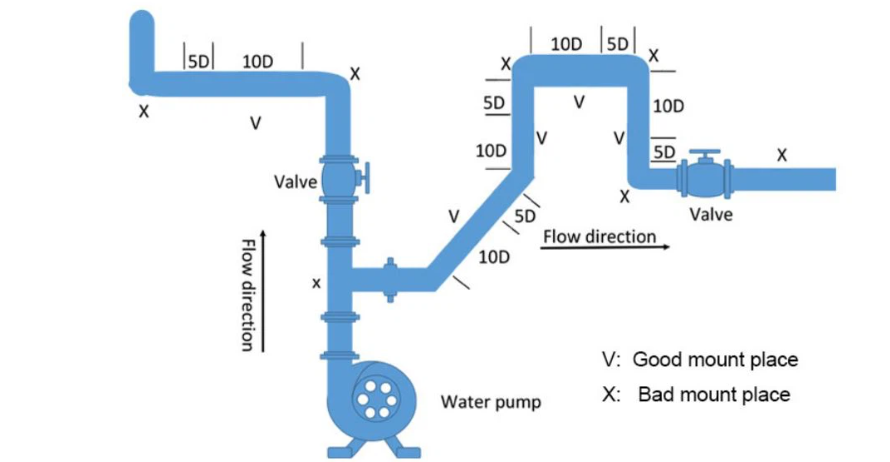 5D
10D
X
X
V
Valve
Flow direction
x
Water pump
10D
5D
X
X
5D
10D
V
V
V
10D
5D
X
X
Valve
V
5D
10D
Flow direction
V: Good mount place
X: Bad mount place